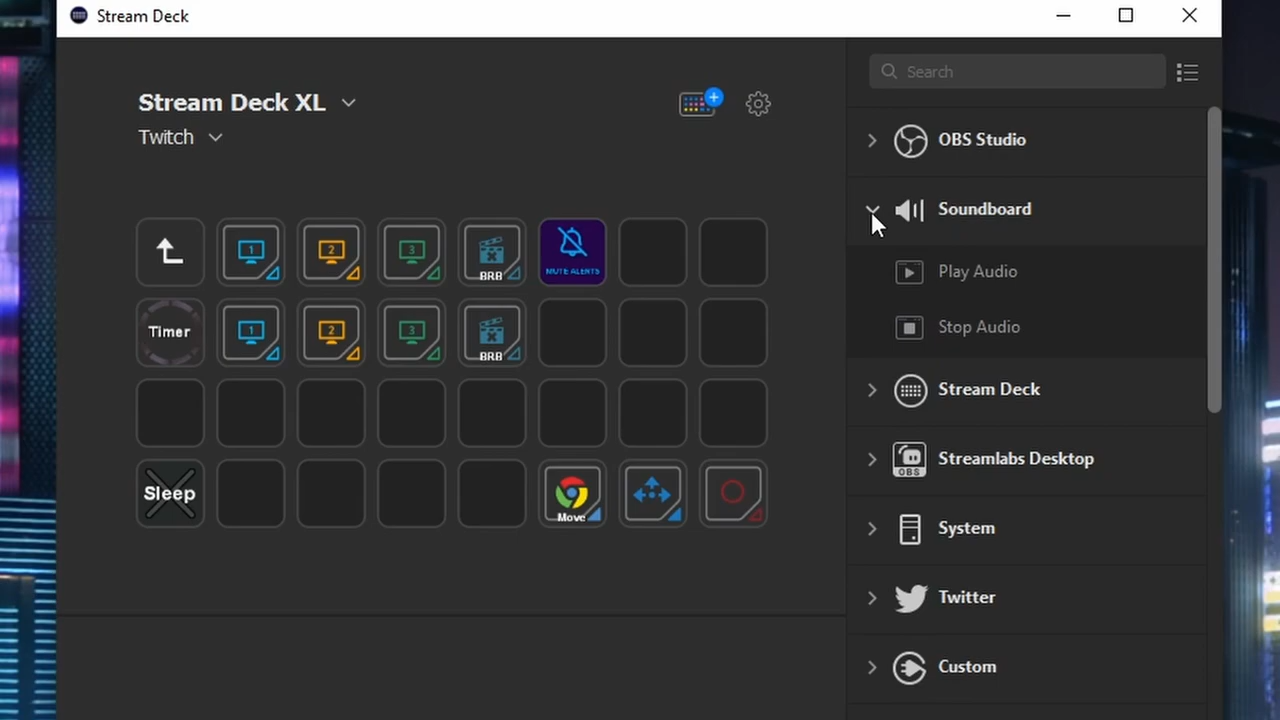 Stream Deck
Search
Stream Deck XL
Twitch
OBS Studio
Soundboard
1
2
3
BRB
MUTE ALERTS
Play Audio
Timer
1
2
3
BRB
Stop Audio
Stream Deck
Streamlabs Desktop
OBS
Sleep
Move
System
Twitter
Custom